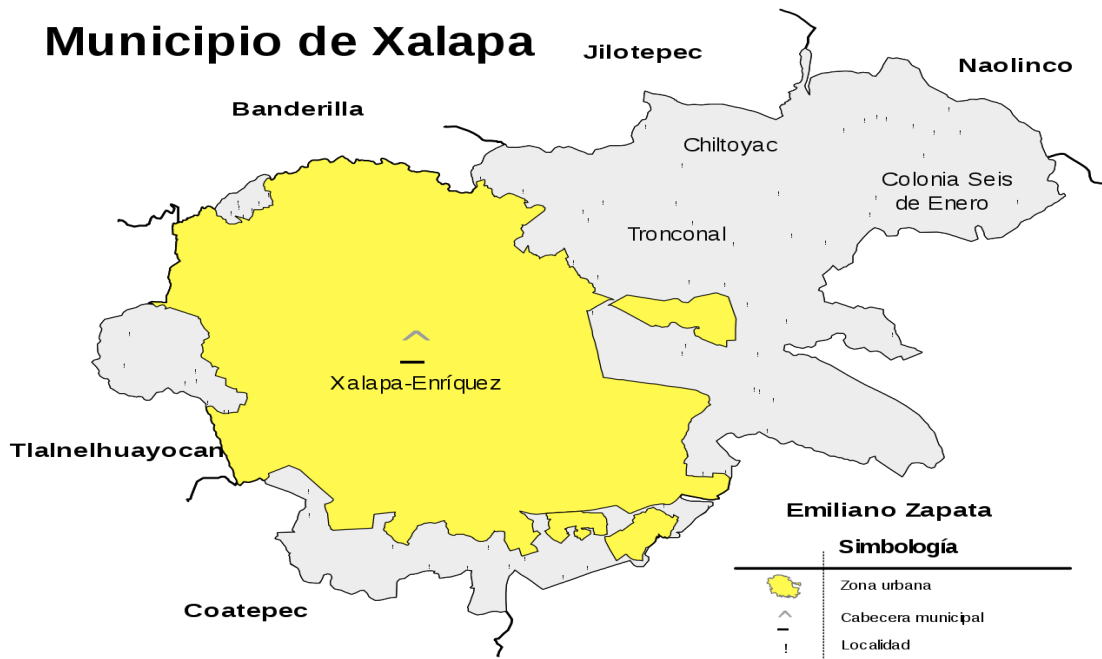 Municipio de Xalapa
Jilotepec
Naolinco
Banderilla
Chiltoyac
Colonia Seis
de Enero
Tronconal
Xalapa-Enríquez
Tlalnelhuayocan
Emiliano Zapata
Coatepec
Simbología
Zona urbana
Cabecera municipal
Localidad